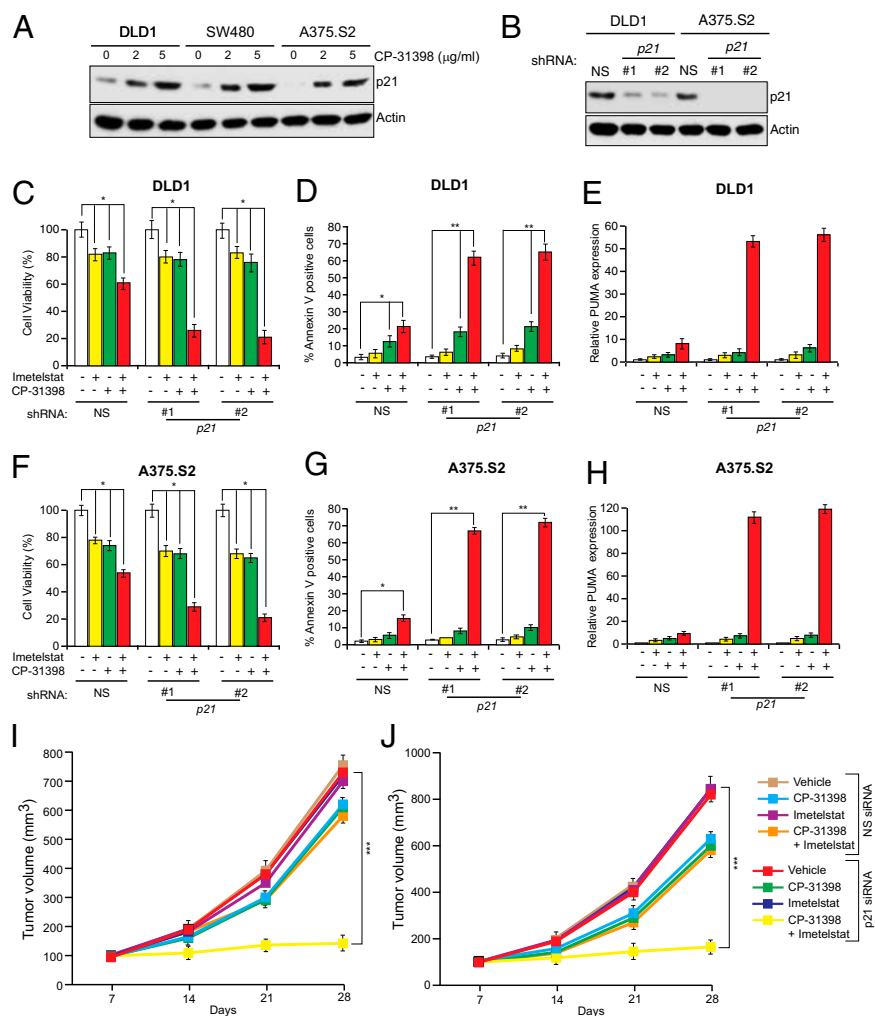 A
DLD1 SW480 A375.S2
0 2 5 0 2 5 0 2 5 CP-31398 (µg/ml)
p21
Actin
B
DLD1 A375.S2
p21 p21
shRNA: NS #1 #2 NS #1 #2
p21
Actin
C
DLD1
Cell Viability (%)
100
80
60
40
20
0
* * *
Imetelstat - + - + - + - + - + - +
CP-31398 - - + + - - + + - - + +
shRNA: NS #1 #2
p21
D
DLD1
% Annexin V positive cells
80
70
60
50
40
30
20
10
0
* ** **
- + - + - + - + - + - +
- - + + - - + + - - + +
NS #1 #2
p21
E
DLD1
Relative PUMA expression
60
50
40
30
20
10
0
- + - + - + - + - + - +
- - + + - - + + - - + +
NS #1 #2
p21
F
A375.S2
Cell Viability (%)
100
80
60
40
20
0
* * *
Imetelstat - + - + - + - + - + - +
CP-31398 - - + + - - + + - - + +
shRNA: NS #1 #2
p21
G
A375.S2
% Annexin V positive cells
80
70
60
50
40
30
20
10
0
* ** **
- + - + - + - + - + - +
- - + + - - + + - - + +
NS #1 #2
p21
H
A375.S2
Relative PUMA expression
120
100
80
60
40
20
0
- + - + - + - + - + - +
- - + + - - + + - - + +
NS #1 #2
p21
I
Tumor volume (mm3)
800
700
600
500
400
300
200
100
0
7 14 21 28
Days
***
J
Tumor volume (mm3)
1000
800
600
400
200
0
7 14 21 28
Days
***
Vehicle
CP-31398
Imetelstat
CP-31398
+ Imetelstat
NS siRNA
Vehicle
CP-31398
Imetelstat
CP-31398
+ Imetelstat
p21 siRNA